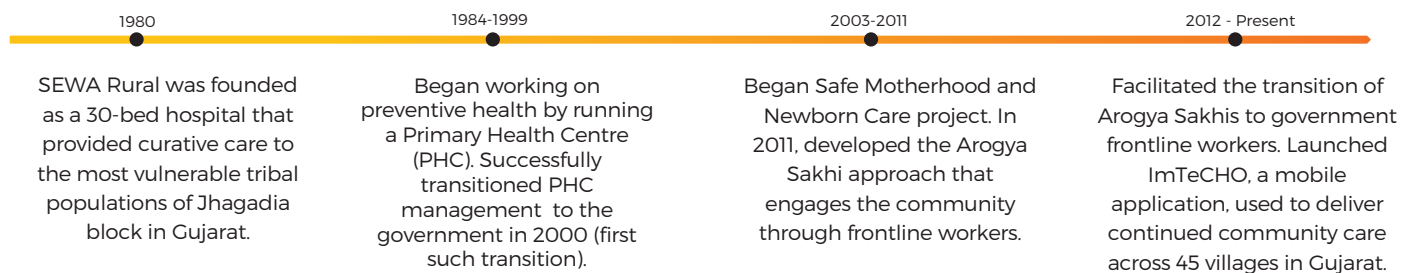 1980
SEWA Rural was founded
as a 30-bed hospital that
provided curative care to
the most vulnerable tribal
populations of Jhagadia
block in Gujarat.
1984-1999
Began working on
preventive health by running
a Primary Health Centre
(PHC). Successfully
transitioned PHC
management to the
government in 2000 (first
such transition).
2003-2011
Began Safe Motherhood and
Newborn Care project. In
2011, developed the Arogya
Sakhi approach that
engages the community
through frontline workers.
2012 - Present
Facilitated the transition of
Arogya Sakhis to government
frontline workers. Launched
ImTeCHO, a mobile
application, used to deliver
continued community care
across 45 villages in Gujarat.